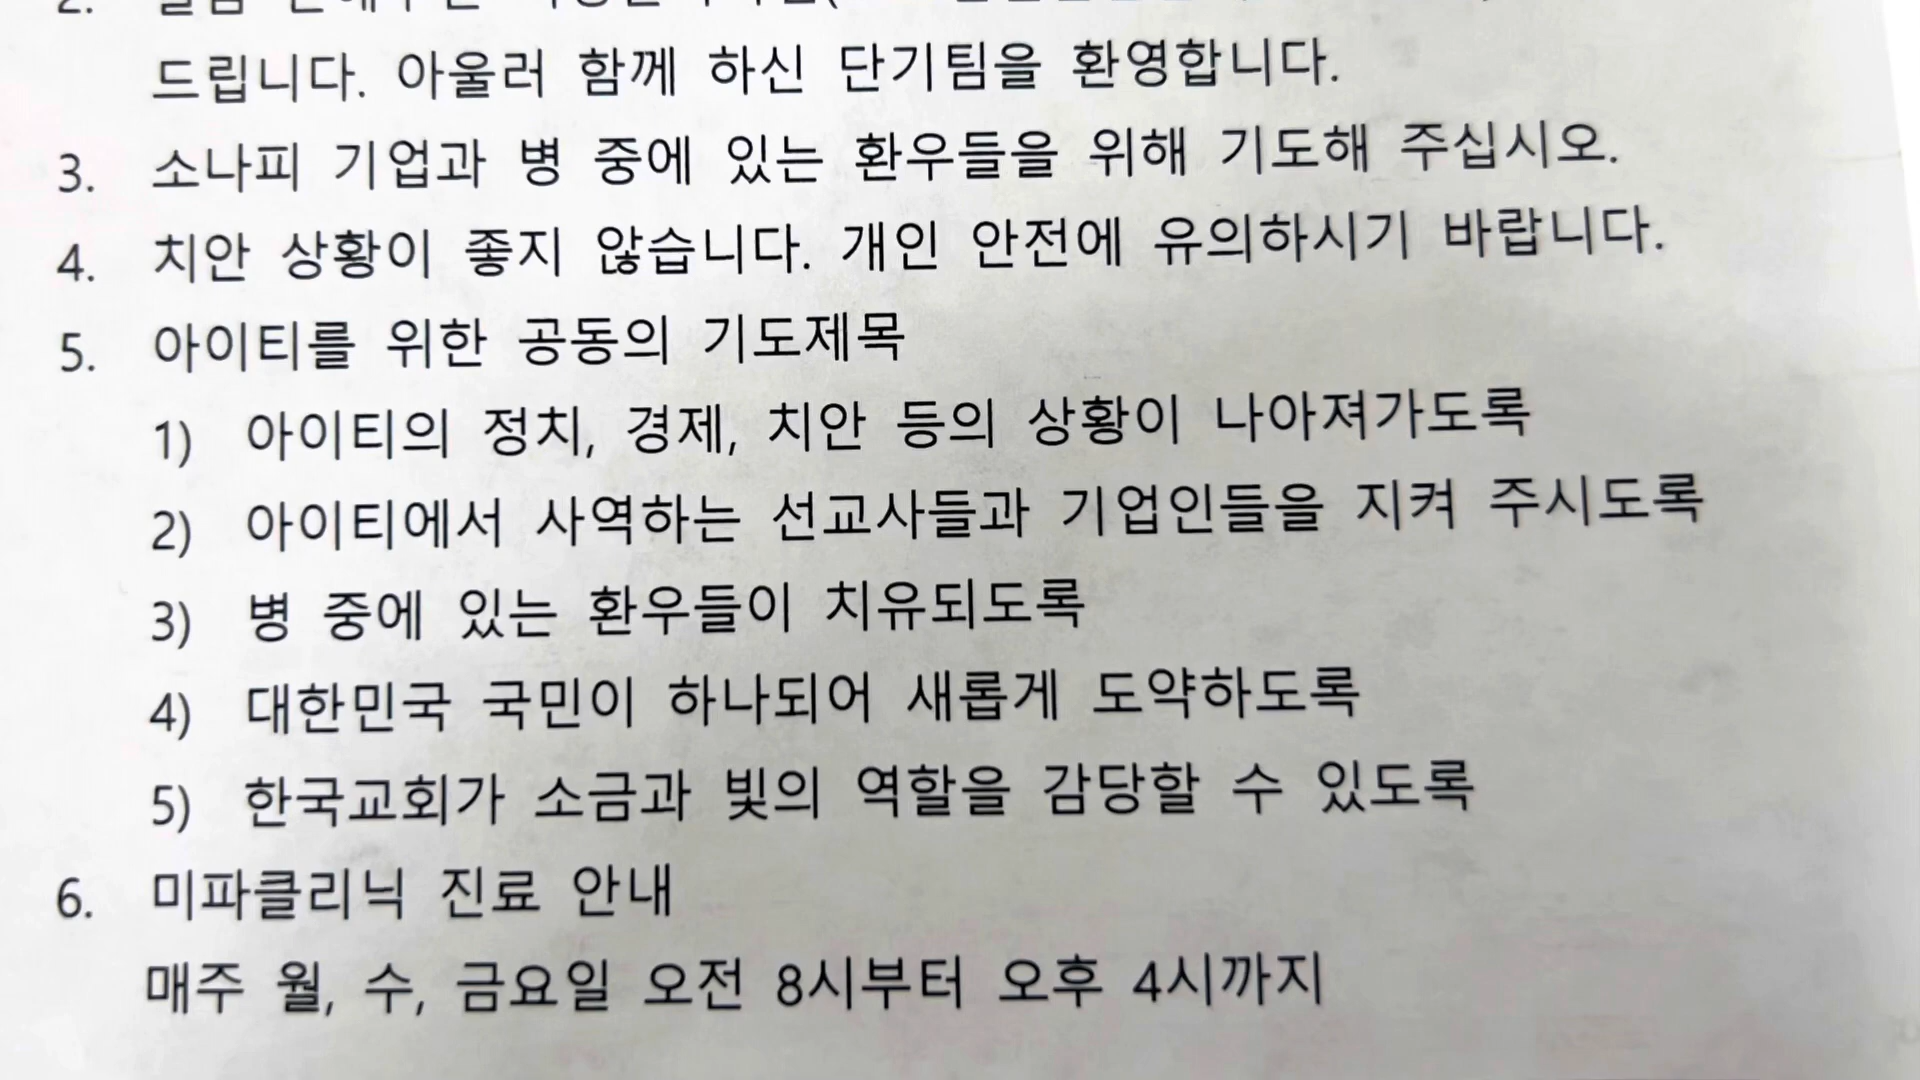 2.
드립니다. 아울러 함께 하신 단기팀을 환영합니다.
3. 소나피 기업과 병 중에 있는 환우들을 위해 기도해 주십시오.
4. 치안 상황이 좋지 않습니다. 개인 안전에 유의하시기 바랍니다.
5. 아이티를 위한 공동의 기도제목
1) 아이티의 정치, 경제, 치안 등의 상황이 나아져가도록
2) 아이티에서 사역하는 선교사들과 기업인들을 지켜 주시도록
3) 병 중에 있는 환우들이 치유되도록
4) 대한민국 국민이 하나되어 새롭게 도약하도록
5) 한국교회가 소금과 빛의 역할을 감당할 수 있도록
6. 미파클리닉 진료 안내
매주 월, 수, 금요일 오전 8시부터 오후 4시까지